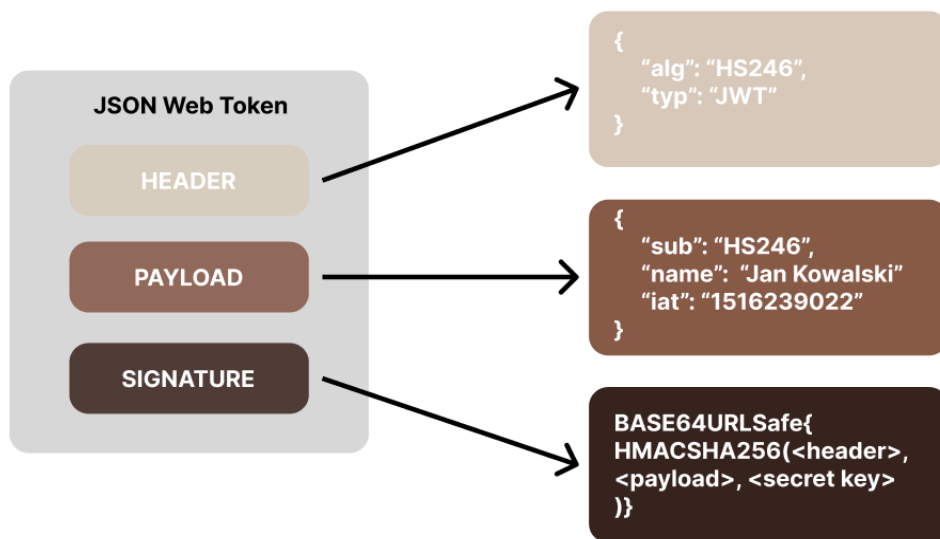 JSON Web Token
HEADER
PAYLOAD
SIGNATURE
{
“alg”: “HS246”,
“typ”: “JWT”
}
{
“sub”: “HS246”,
“name”:  “Jan Kowalski”
“iat”: “1516239022”
}
BASE64URLSafe{
HMACSHA256(<header>,
<payload>, <secret key>
)}